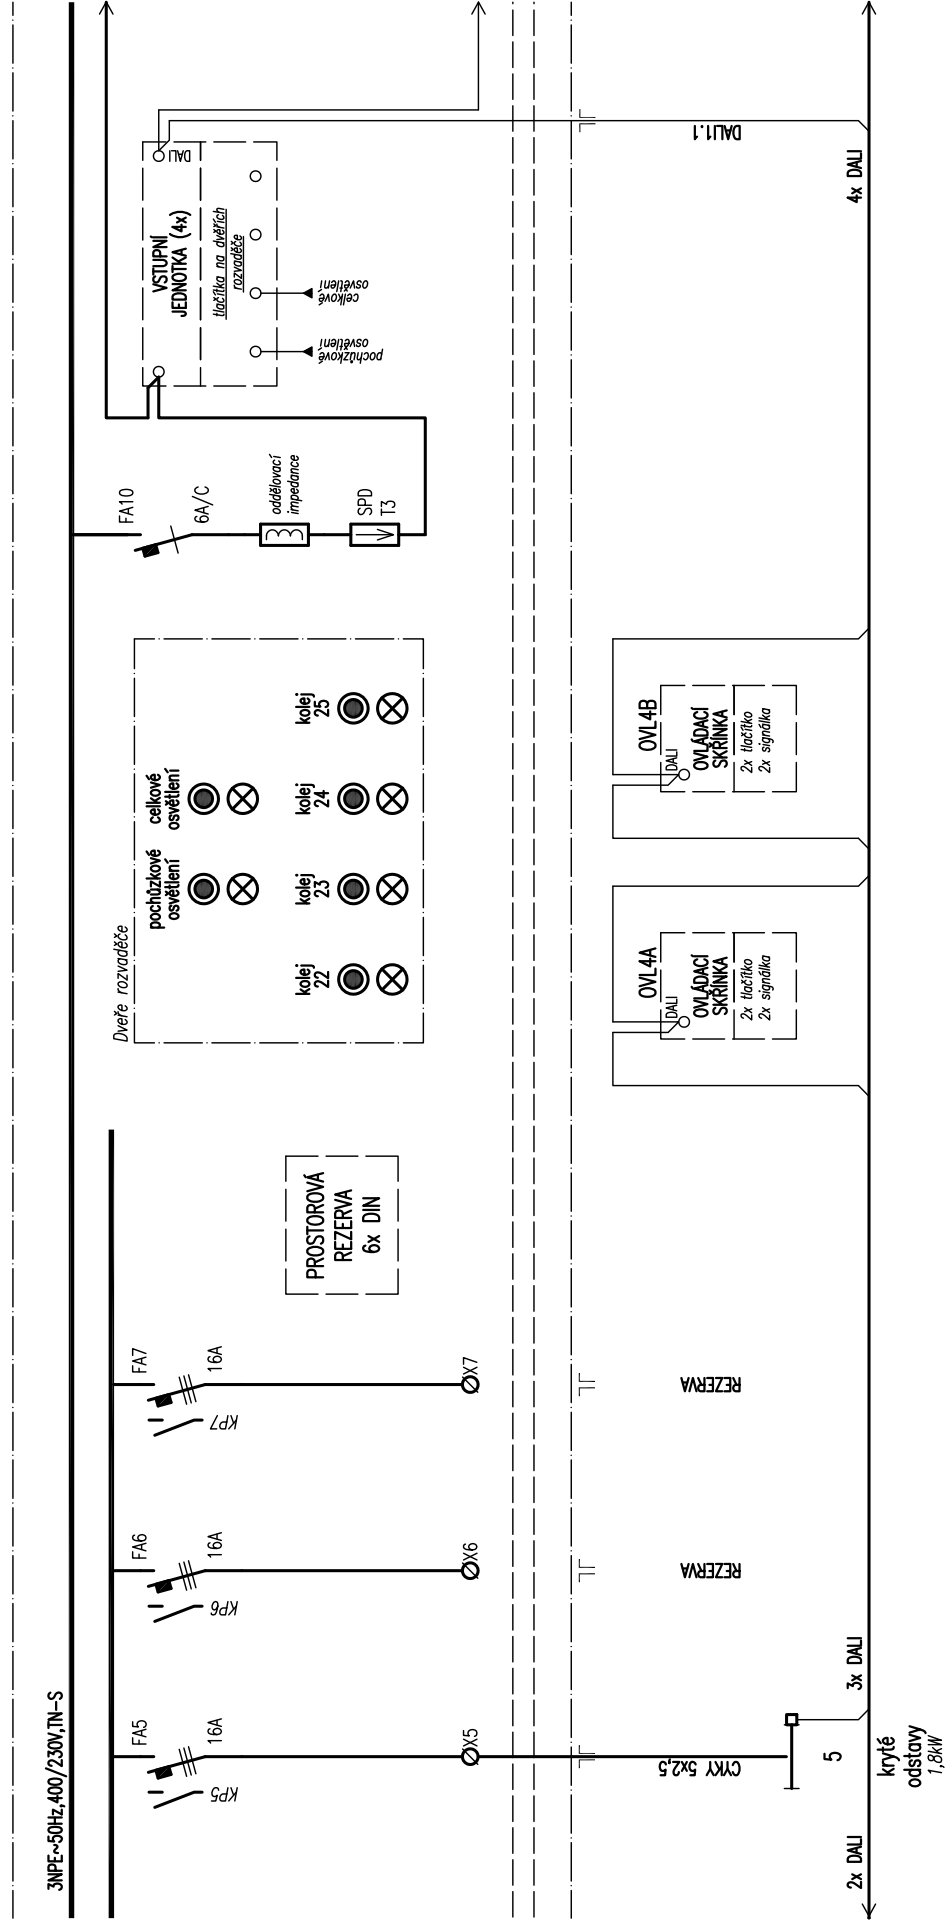 3NPE~50Hz,400/230V,TN-S
FA5
16A
KP5
X5
CYKY 5x2,5
5
kryté
odstavy
1,8kW
2x DALI
3x DALI
FA6
16A
KP6
X6
REZERVA
FA7
16A
KP7
X7
REZERVA
PROSTOROVÁ
REZERVA
6x DIN
Dveře rozvaděče
pochůzkové
osvětlení
celkové
osvětlení
kolej
22
kolej
23
kolej
24
kolej
25
OVL4A
DALI
OVLÁDACÍ
SKŘÍNKA
2x tlačítko
2x signálka
OVL4B
DALI
OVLÁDACÍ
SKŘÍNKA
2x tlačítko
2x signálka
FA10
6A/C
oddělovací
impedance
SPD
T3
VSTUPNÍ
JEDNOTKA (4x)
DALI
tlačítka na dvěřích
rozvaděče
pochůzkové
osvětlení
celkové
osvětlení
DALI1.1
4x DALI